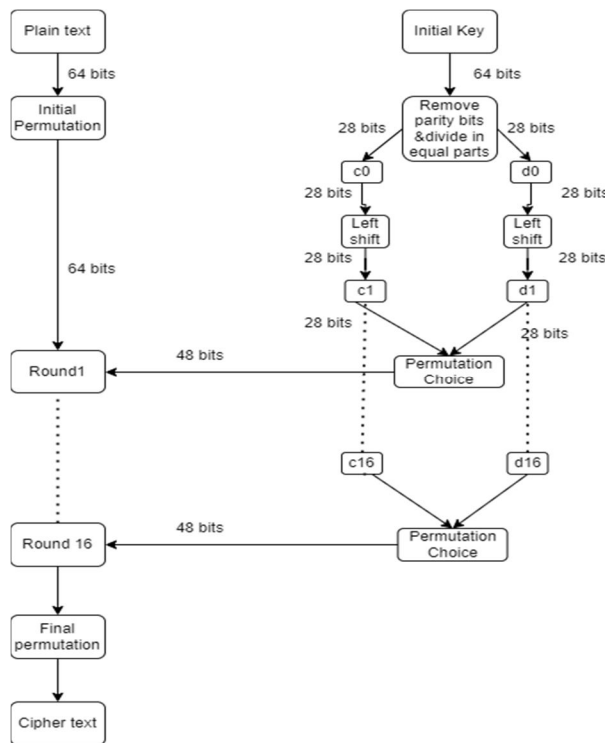 Plain text
Initial Key
64 bits
64 bits
Initial
Permutation
Remove
parity bits
&divide in
equal parts
28 bits
28 bits
c0
d0
28 bits
28 bits
Left
shift
Left
shift
28 bits
28 bits
c1
d1
64 bits
28 bits
28 bits
48 bits
Round1
Permutation
Choice
c16
d16
48 bits
Round 16
Permutation
Choice
Final
permutation
Cipher text